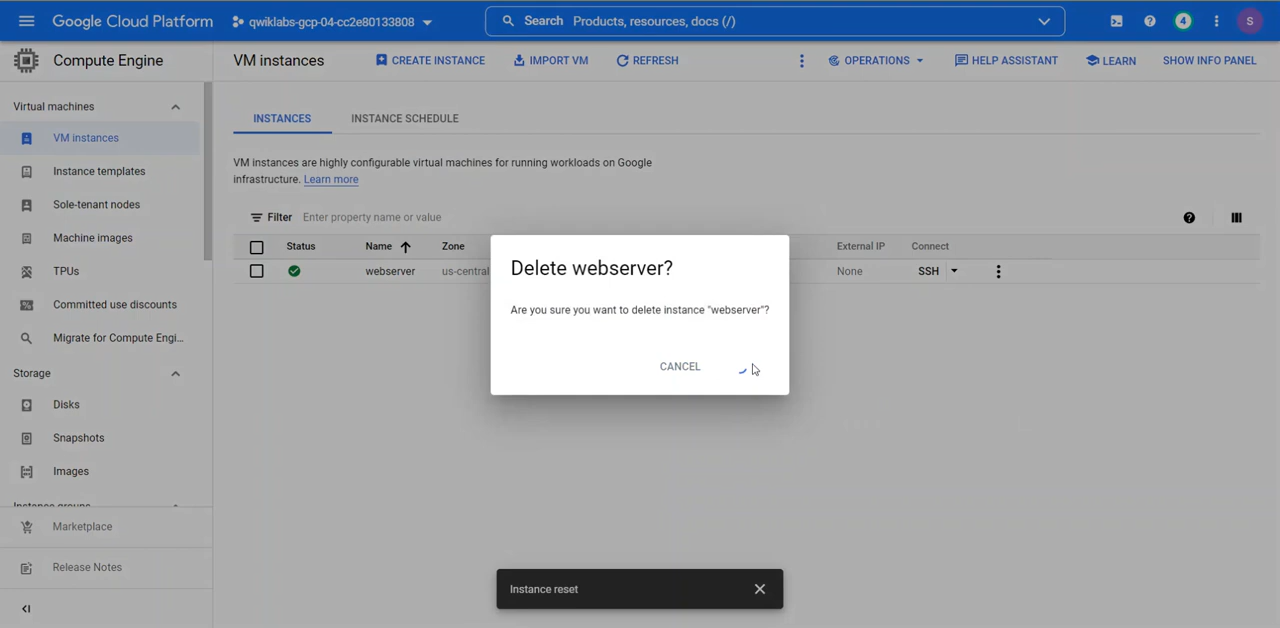 Google Cloud Platform
qwiklabs-gcp-04-cc2e80133808
Search Products, resources, docs (/)
4
S
Compute Engine
VM instances
CREATE INSTANCE
IMPORT VM
REFRESH
OPERATIONS
HELP ASSISTANT
LEARN
SHOW INFO PANEL
Virtual machines
VM instances
Instance templates
Sole-tenant nodes
Machine images
TPUs
Committed use discounts
Migrate for Compute Engi...
Storage
Disks
Snapshots
Images
Instance groups
Marketplace
Release Notes
INSTANCES
INSTANCE SCHEDULE
VM instances are highly configurable virtual machines for running workloads on Google
infrastructure. Learn more
Filter Enter property name or value
Status Name Zone External IP Connect
webserver us-central None SSH
Delete webserver?
Are you sure you want to delete instance "webserver"?
CANCEL
Instance reset